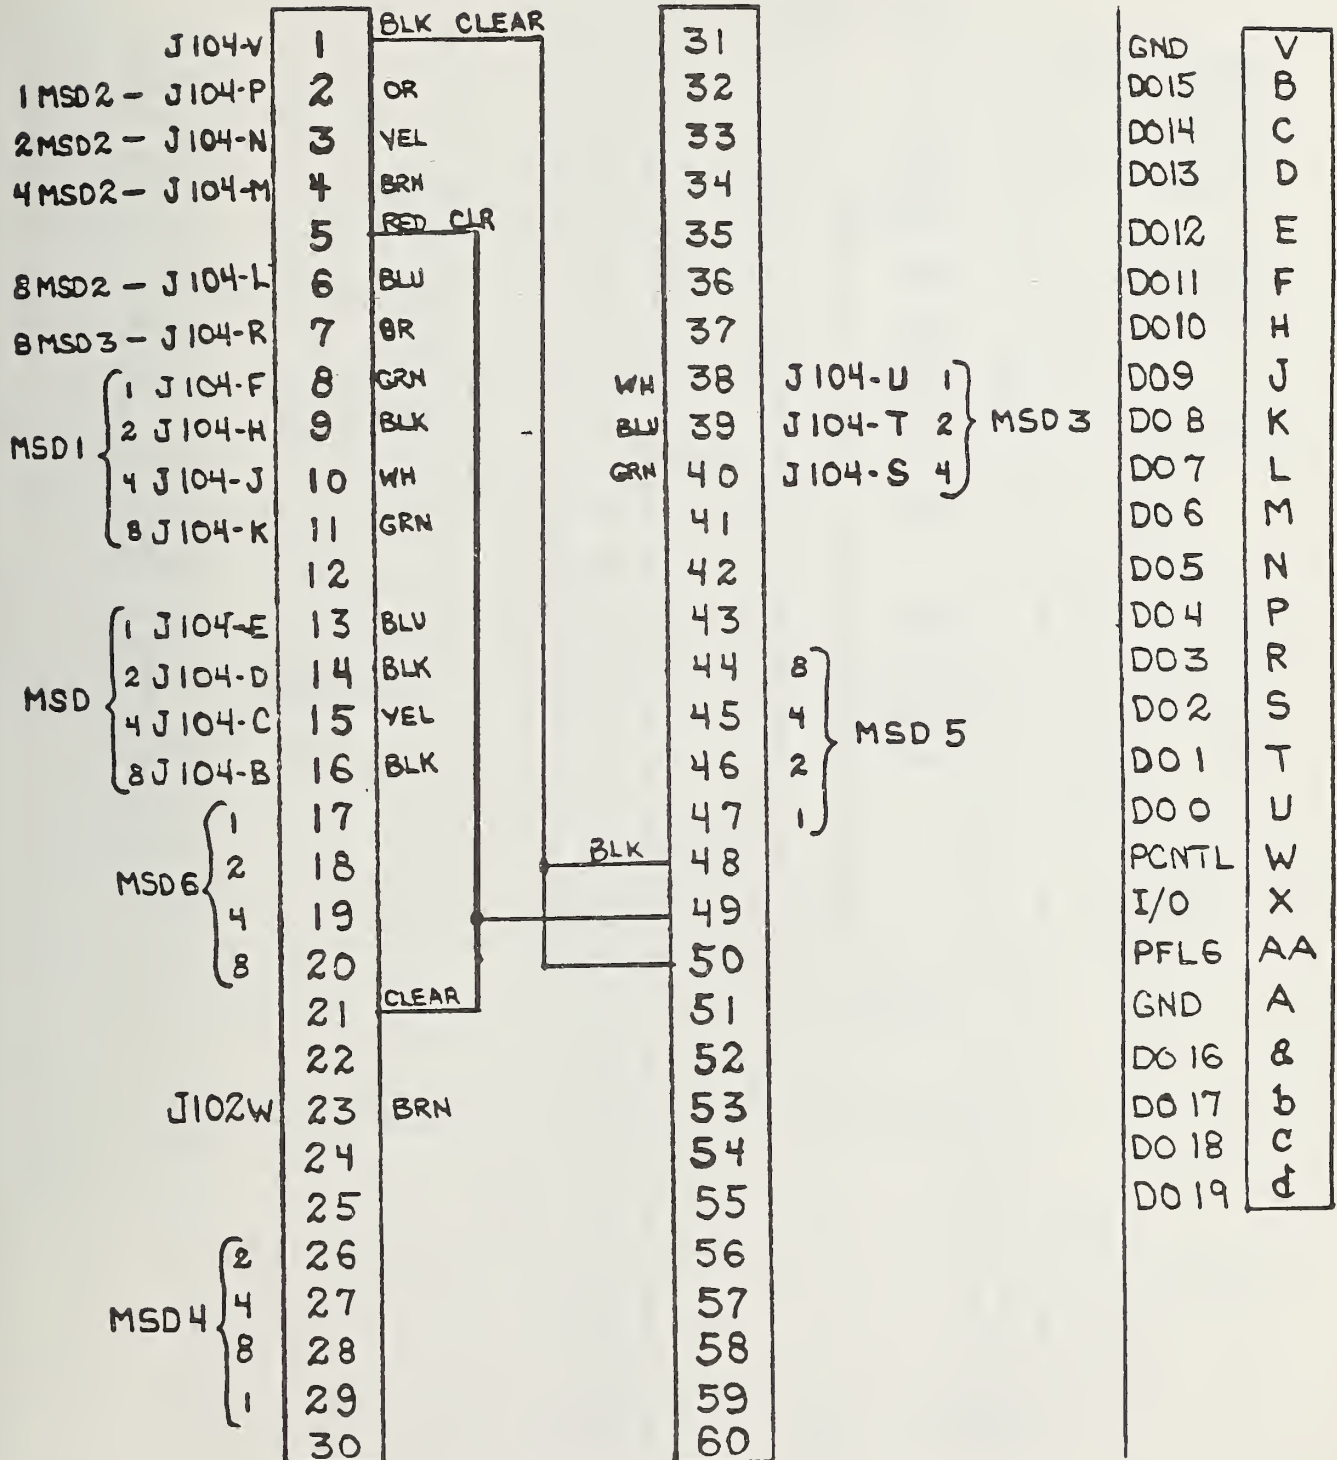 BLK CLEAR
J104-V 1 31 GND V
1MSD2 - J104-P 2 OR 32 DO15 B
2MSD2 - J104-N 3 YEL 33 DO14 C
4MSD2 - J104-M 4 BRN 34 DO13 D
RED CLR
5 35 DO12 E
8MSD2 - J104-L 6 BLU 36 DO11 F
8MSD3 - J104-R 7 BR 37 DO10 H
1 J104-F 8 GRN WH 38 J104-U 1 DO9 J
MSD1 2 J104-H 9 BLK BLU 39 J104-T 2 MSD3 DO 8 K
4 J104-J 10 WH GRN 40 J104-S 4 DO 7 L
8 J104-K 11 GRN 41 DO 6 M
12 42 DO5 N
1 J104-E 13 BLU 43 DO 4 P
2 J104-D 14 BLK 44 8 DO 3 R
MSD 4 J104-C 15 YEL 45 4 MSD 5 DO 2 S
8 J104-B 16 BLK 46 2 DO 1 T
1 17 47 1 DO 0 U
MSD6 2 18 BLK 48 PCNTL W
4 19 49 I/O X
8 20 50 PFLG AA
CLEAR
21 51 GND A
22 52 DO 16 a
J102W 23 BRN 53 DO 17 b
24 54 DO 18 c
25 55 DO 19 d
2 26 56
MSD4 4 27 57
8 28 58
1 29 59
30 60